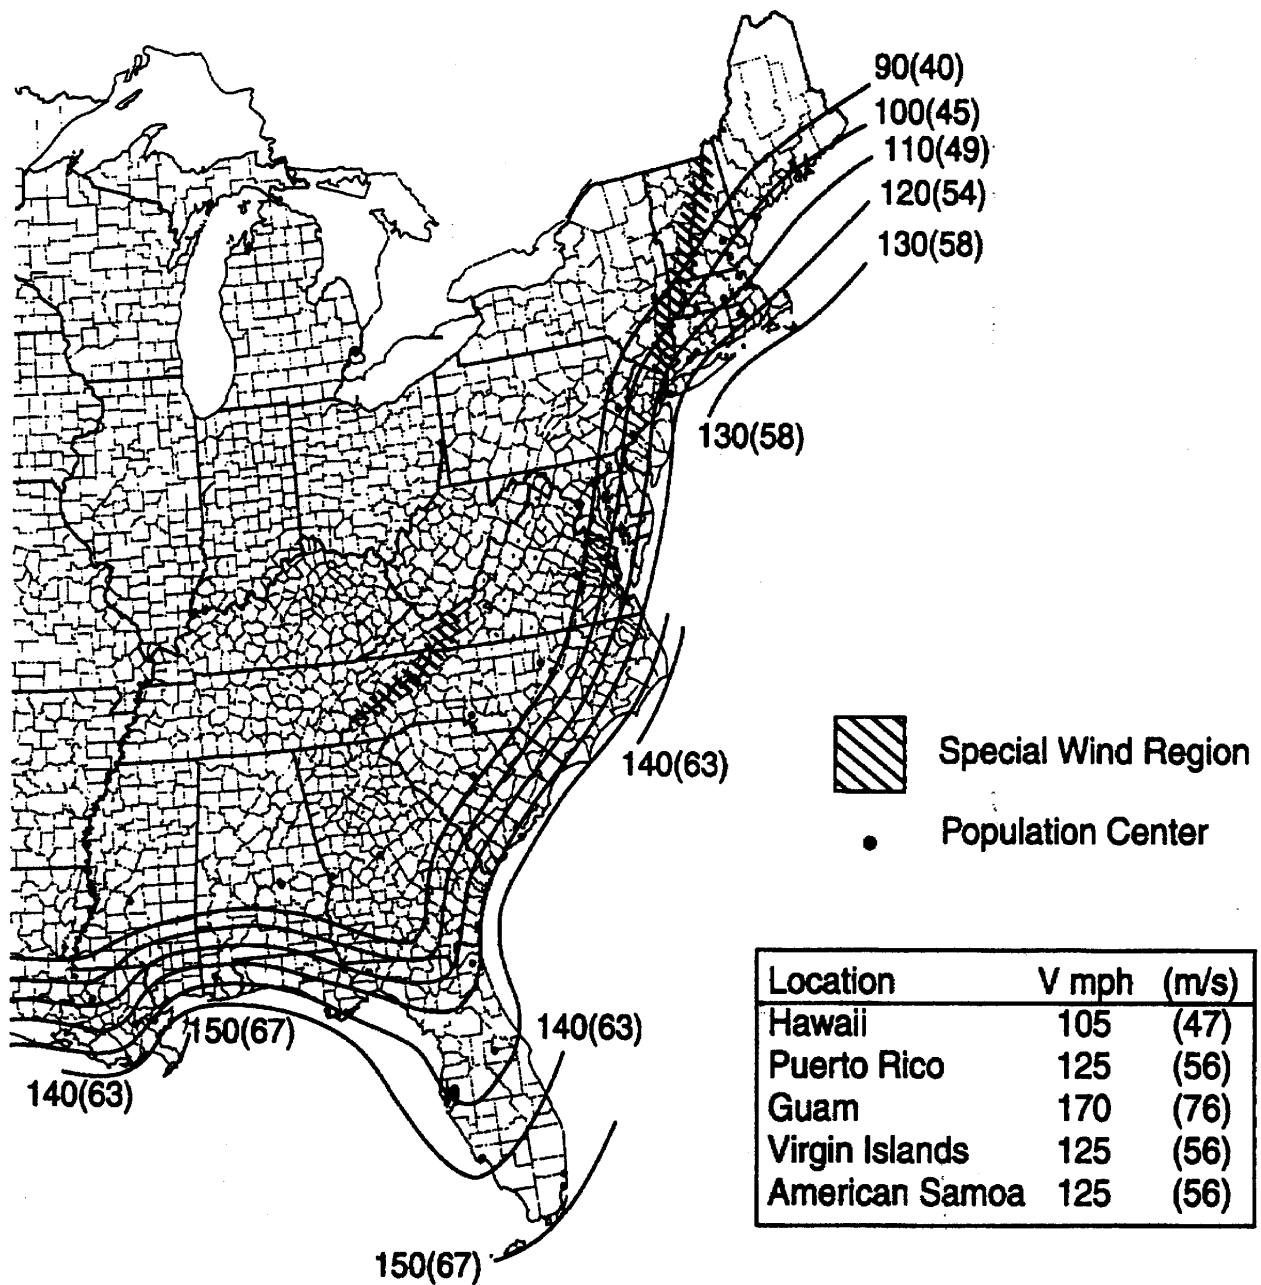 90(40)
100(45)
110(49)
120(54)
130(58)
130(58)
140(63)
Special Wind Region
Population Center
Location V mph (m/s)
Hawaii 105 (47)
Puerto Rico 125 (56)
Guam 170 (76)
Virgin Islands 125 (56)
American Samoa 125 (56)
150(67)
140(63)
140(63)
150(67)